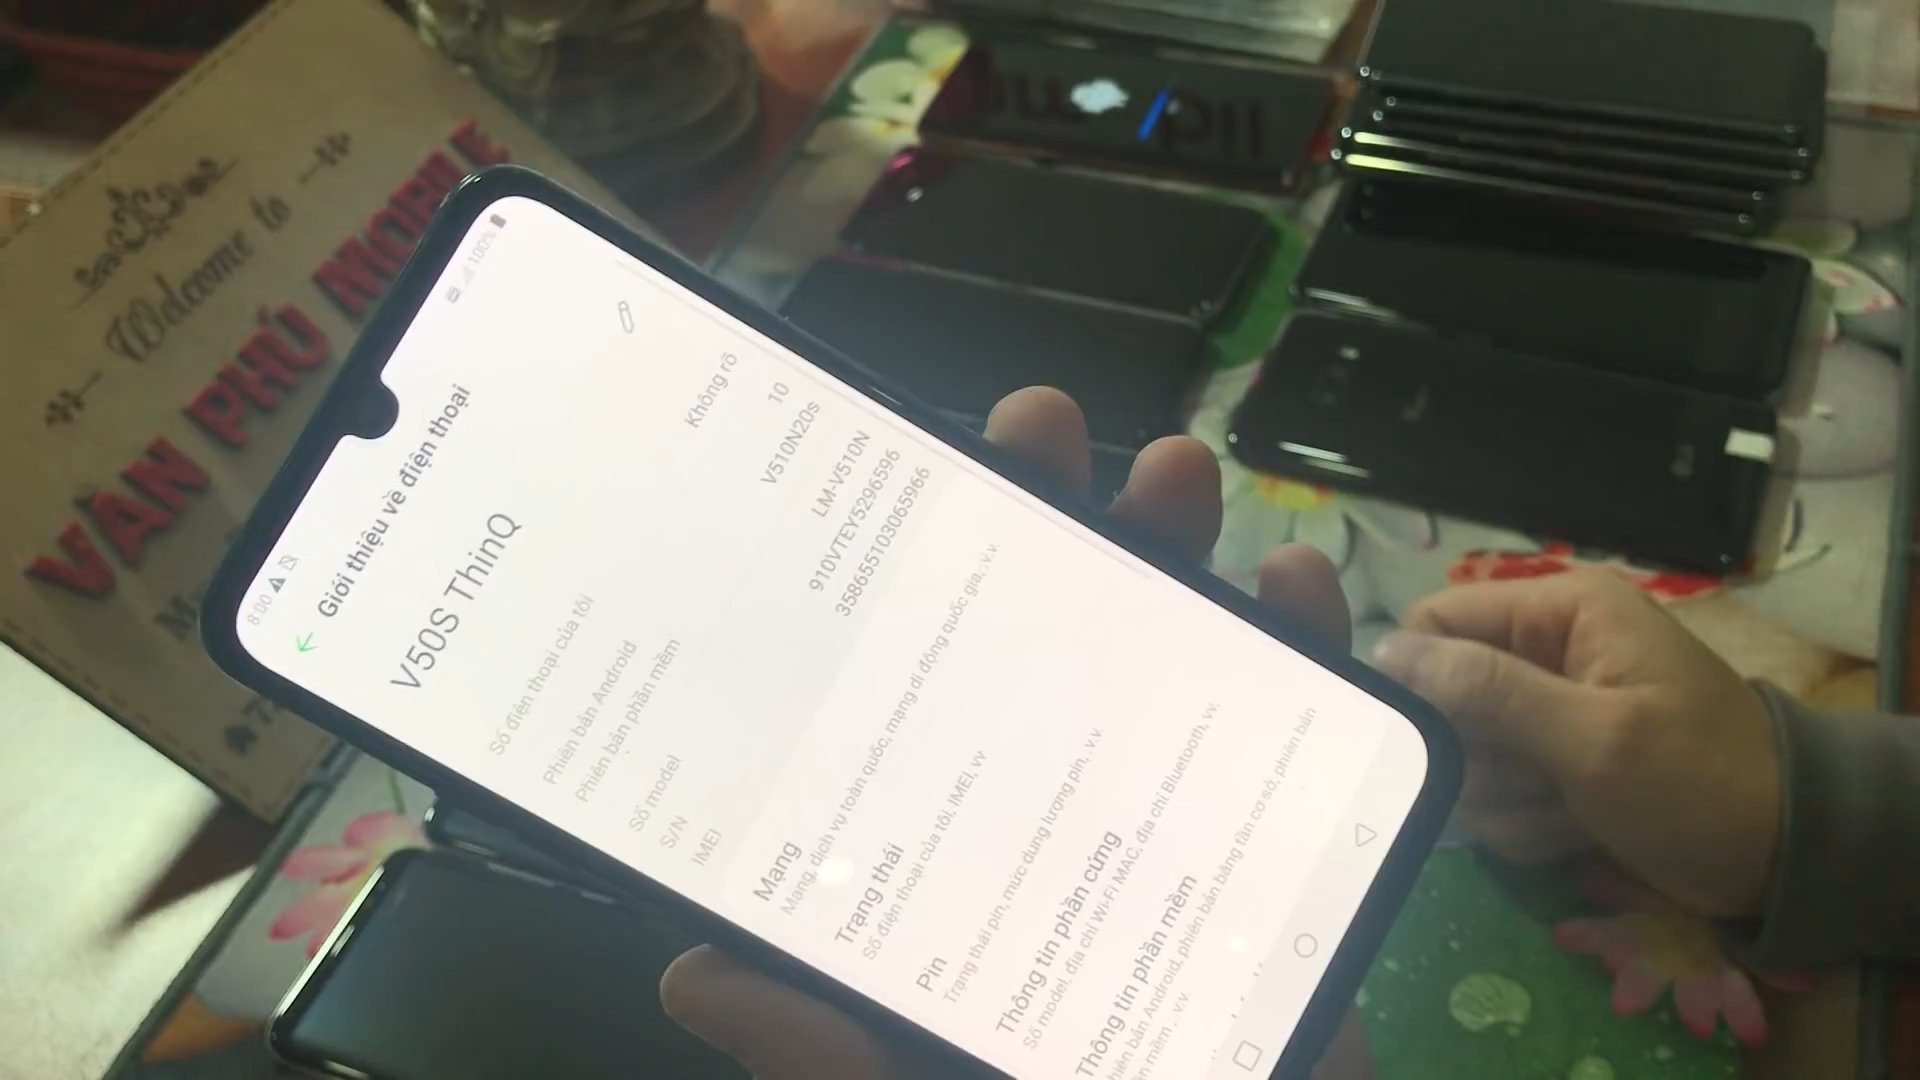 Welcome to
VĂN PHÚ MOBILE
8:00
100%
Giới thiệu về điện thoại
V50S ThinQ
Số điện thoại của tôi
Không rõ
Phiên bản Android
10
Phiên bản phần mềm
V510N20s
Số model
LM-V510N
S/N
910VTEY5296596
IMEI
358655103065966
Mạng
Mạng, dịch vụ toàn quốc, mạng di động quốc gia, .v.v.
Trạng thái
Số điện thoại của tôi, IMEI, vv
Pin
Trạng thái pin, mức dung lượng pin, .v.v.
Thông tin phần cứng
Số model, địa chỉ Wi-Fi MAC, địa chỉ Bluetooth, vv.
Thông tin phần mềm
hiên bản Android, phiên bản băng tần cơ sở, phiên bản
ần mềm , .v.v.